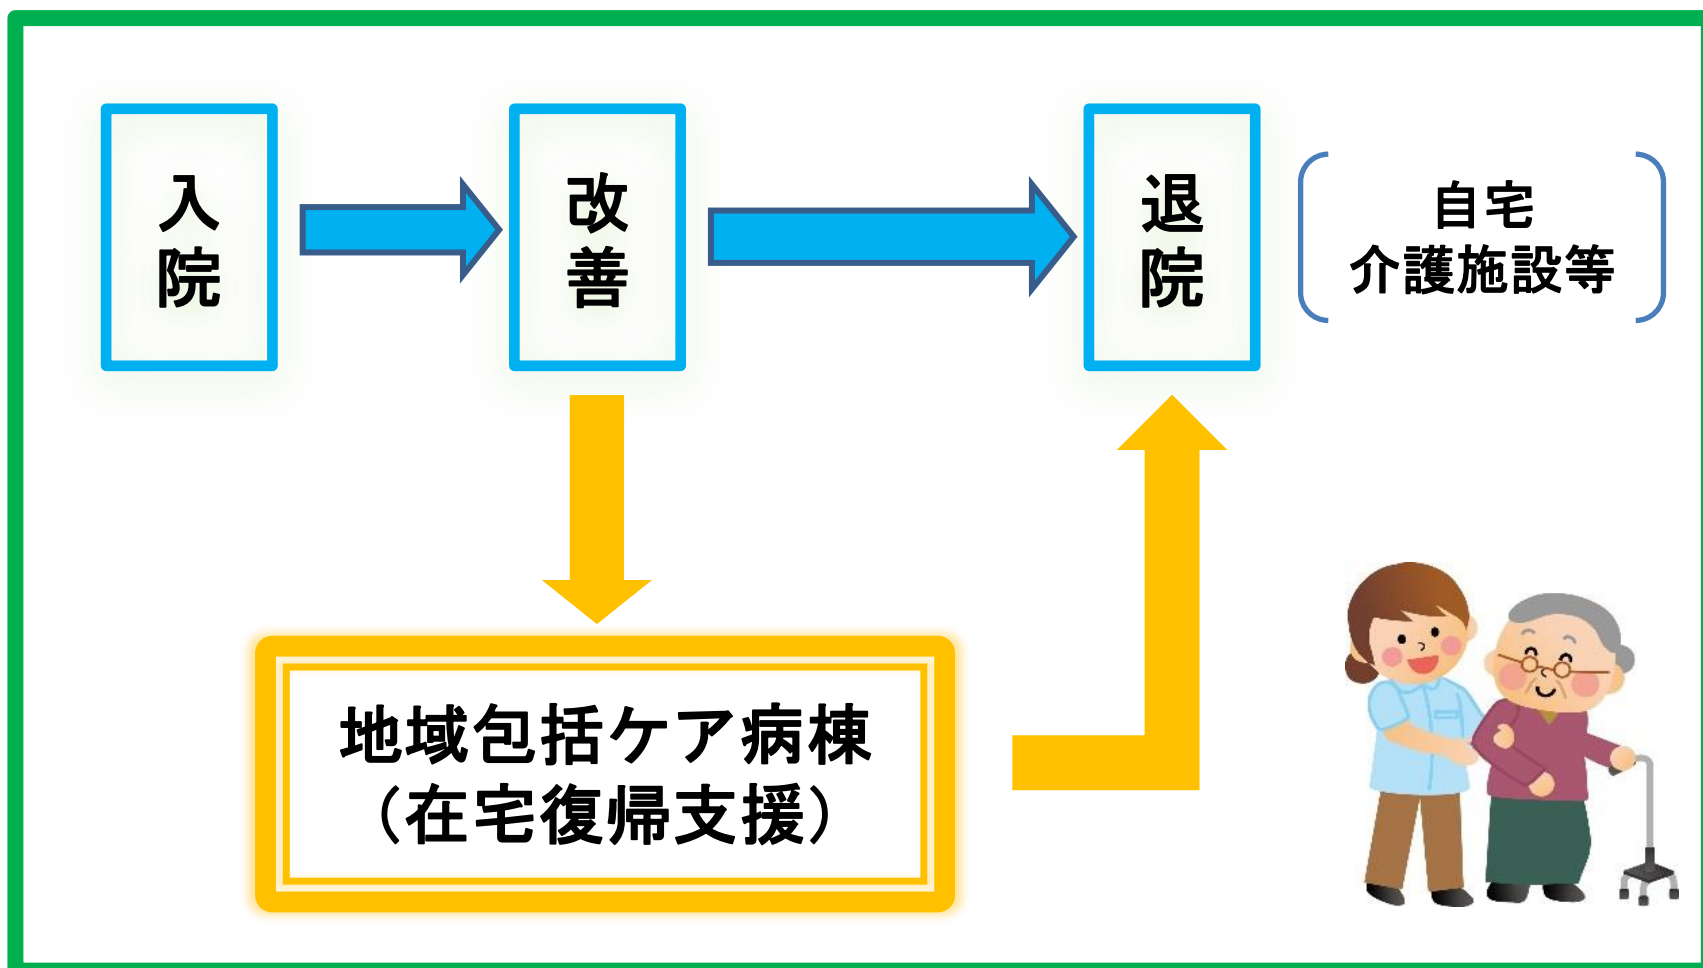 入院
改善
退院
自宅
介護施設等
地域包括ケア病棟
（在宅復帰支援）